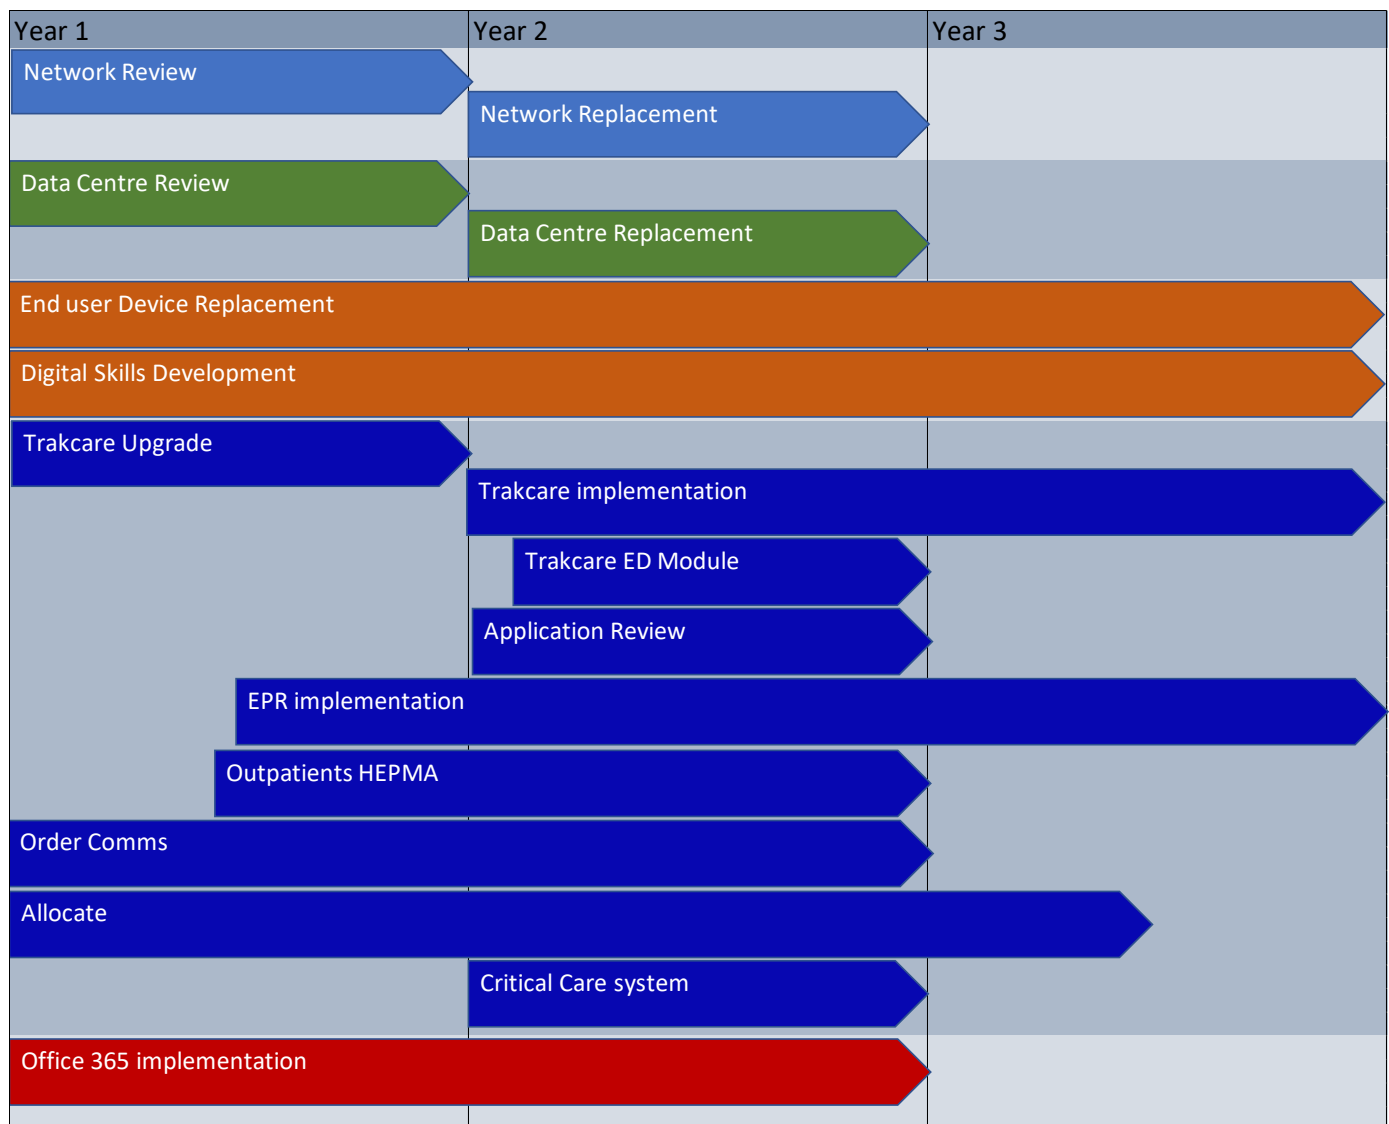 Year 1
Year 2
Year 3
Network Review
Network Replacement
Data Centre Review
Data Centre Replacement
End user Device Replacement
Digital Skills Development
Trakcare Upgrade
Trakcare implementation
Trakcare ED Module
Application Review
EPR implementation
Outpatients HEPMA
Order Comms
Allocate
Critical Care system
Office 365 implementation